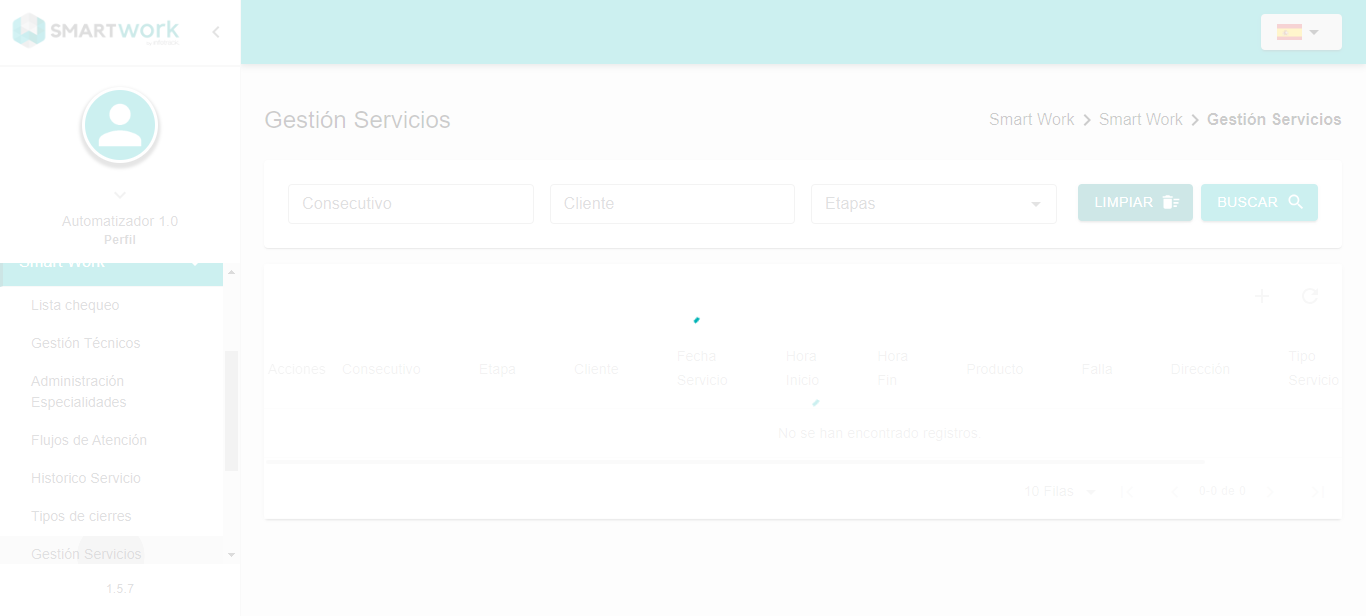 SMARTwork
Gestión Servicios
Smart Work > Smart Work > Gestión Servicios
Automatizador 1.0
Perfil
Smart Work
Lista chequeo
Gestión Técnicos
Administración
Especialidades
Flujos de Atención
Historico Servicio
Tipos de cierres
Gestión Servicios
1.5.7
Consecutivo
Cliente
Etapas
LIMPIAR
BUSCAR
Acciones
Consecutivo
Etapa
Cliente
Fecha
Servicio
Hora
Inicio
Hora
Fin
Producto
Falla
Dirección
Tipo
Servicio
No se han encontrado registros
10 Filas
0-0 de 0